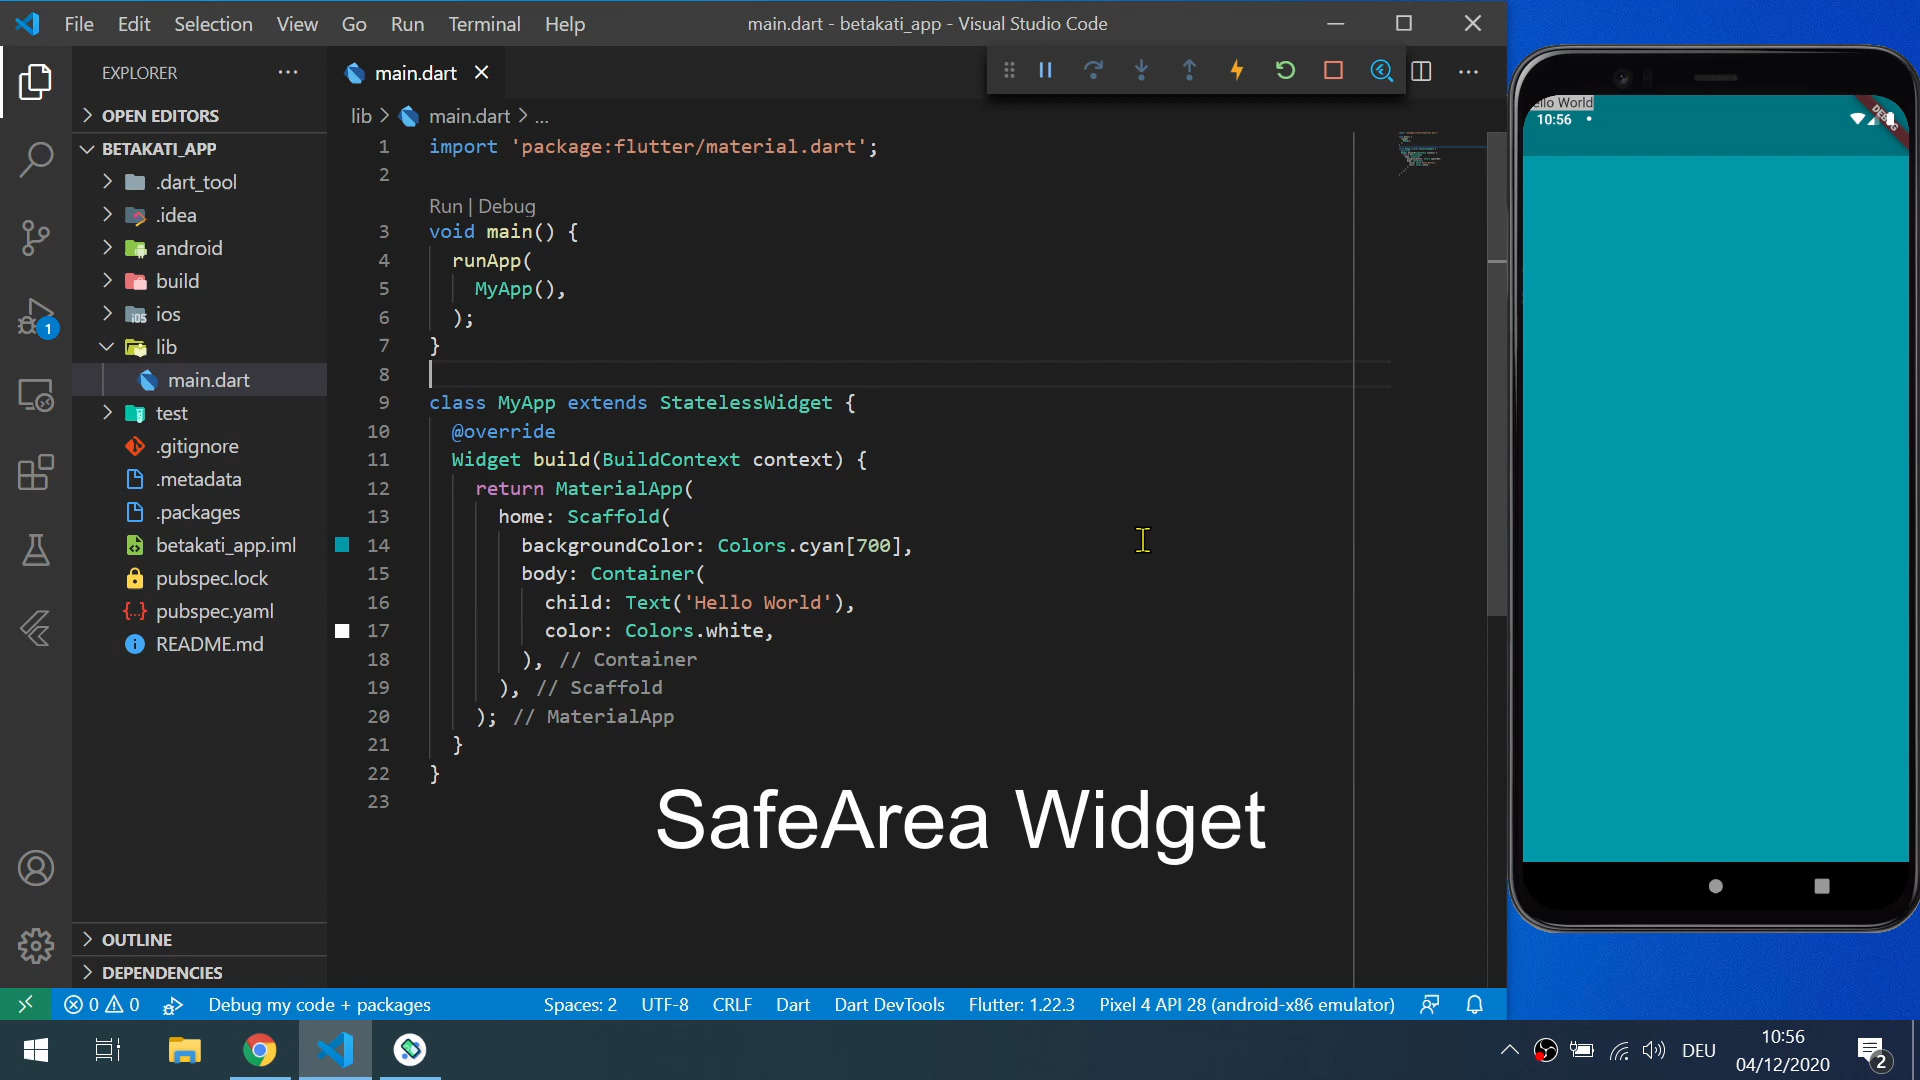 File Edit Selection View Go Run Terminal Help
main.dart - betakati_app - Visual Studio Code
EXPLORER
OPEN EDITORS
BETAKATI_APP
.dart_tool
.idea
android
build
ios
lib
main.dart
test
.gitignore
.metadata
.packages
betakati_app.iml
pubspec.lock
pubspec.yaml
README.md
OUTLINE
DEPENDENCIES
1
main.dart
lib > main.dart > ...
1 import 'package:flutter/material.dart';
2
Run | Debug
3 void main() {
4 runApp(
5 MyApp(),
6 );
7 }
8
9 class MyApp extends StatelessWidget {
10 @override
11 Widget build(BuildContext context) {
12 return MaterialApp(
13 home: Scaffold(
14 backgroundColor: Colors.cyan[700],
15 body: Container(
16 child: Text('Hello World'),
17 color: Colors.white,
18 ), // Container
19 ), // Scaffold
20 ); // MaterialApp
21 }
22 }
23
SafeArea Widget
ello World
10:56
DEBUG
0 0 Debug my code + packages Spaces: 2 UTF-8 CRLF Dart Dart DevTools Flutter: 1.22.3 Pixel 4 API 28 (android-x86 emulator)
DEU
10:56
04/12/2020
2